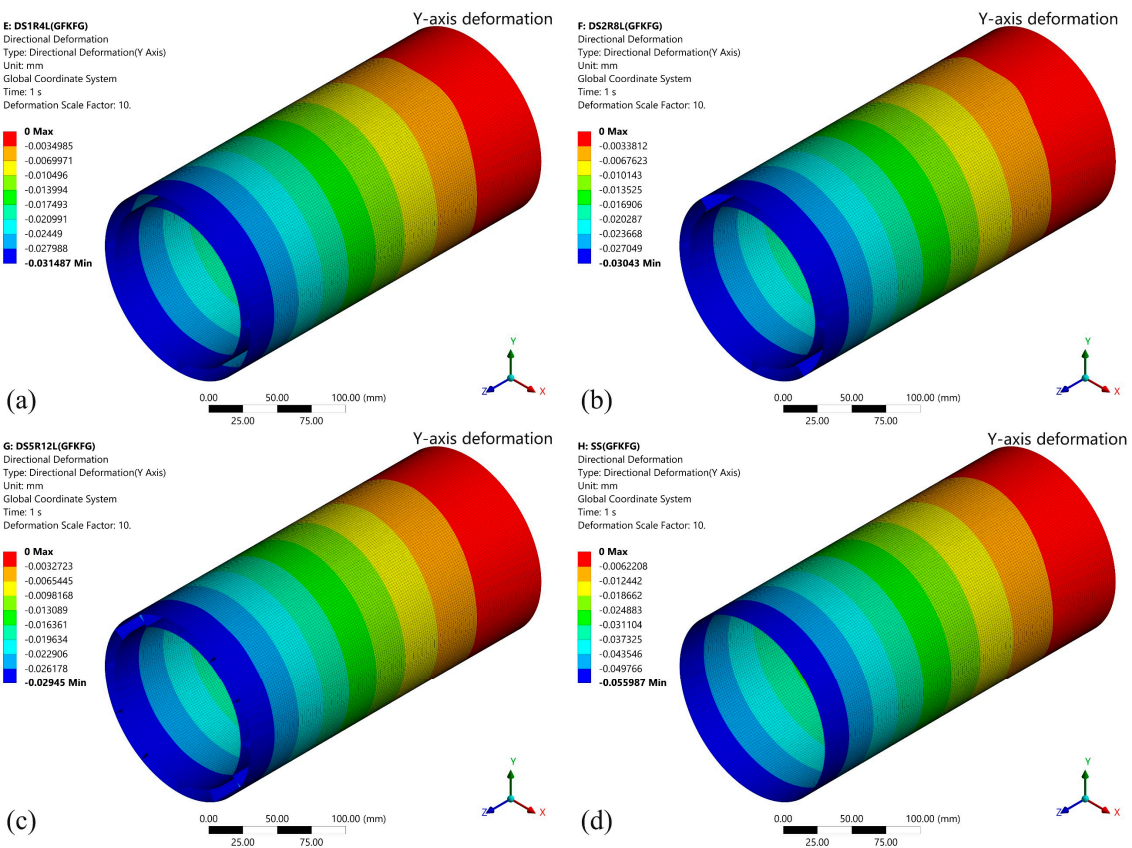 Y-axis deformation
E: DS1R4L(GFKFG)
Directional Deformation
Type: Directional Deformation(Y Axis)
Unit: mm
Global Coordinate System
Time: 1 s
Deformation Scale Factor: 10.
0 Max
-0.0034985
-0.0069971
-0.010496
-0.013994
-0.017493
-0.020991
-0.02449
-0.027988
-0.031487 Min
Y
Z X
(a)
0.00 50.00 100.00 (mm)
25.00 75.00
Y-axis deformation
F: DS2R8L(GFKFG)
Directional Deformation
Type: Directional Deformation(Y Axis)
Unit: mm
Global Coordinate System
Time: 1 s
Deformation Scale Factor: 10.
0 Max
-0.0033812
-0.0067623
-0.010143
-0.013525
-0.016906
-0.020287
-0.023668
-0.027049
-0.03043 Min
Y
Z X
(b)
0.00 50.00 100.00 (mm)
25.00 75.00
Y-axis deformation
G: DS5R12L(GFKFG)
Directional Deformation
Type: Directional Deformation(Y Axis)
Unit: mm
Global Coordinate System
Time: 1 s
Deformation Scale Factor: 10.
0 Max
-0.0032723
-0.0065445
-0.0098168
-0.013089
-0.016361
-0.019634
-0.022906
-0.026178
-0.02945 Min
Y
Z X
(c)
0.00 50.00 100.00 (mm)
25.00 75.00
Y-axis deformation
H: SS(GFKFG)
Directional Deformation
Type: Directional Deformation(Y Axis)
Unit: mm
Global Coordinate System
Time: 1 s
Deformation Scale Factor: 10.
0 Max
-0.0062208
-0.012442
-0.018662
-0.024883
-0.031104
-0.037325
-0.043546
-0.049766
-0.055987 Min
Y
Z X
(d)
0.00 50.00 100.00 (mm)
25.00 75.00